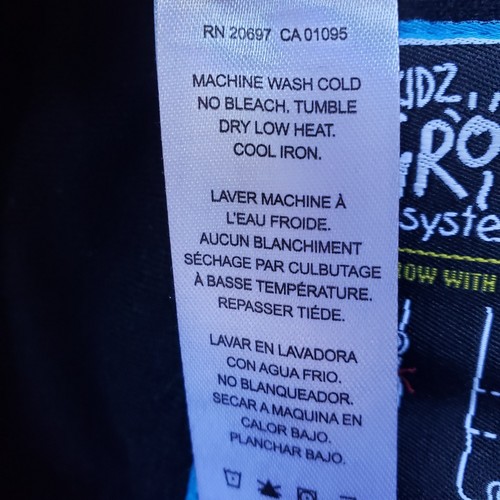 RN 20697 CA 01095
MACHINE WASH COLD
NO BLEACH. TUMBLE
DRY LOW HEAT.
COOL IRON.
LAVER MACHINE À
L'EAU FROIDE.
AUCUN BLANCHIMENT
SÉCHAGE PAR CULBUTAGE
À BASSE TEMPÉRATURE.
REPASSER TIÉDE.
LAVAR EN LAVADORA
CON AGUA FRIO.
NO BLANQUEADOR.
SECAR A MAQUINA EN
CALOR BAJO.
PLANCHAR BAJO.
WITH